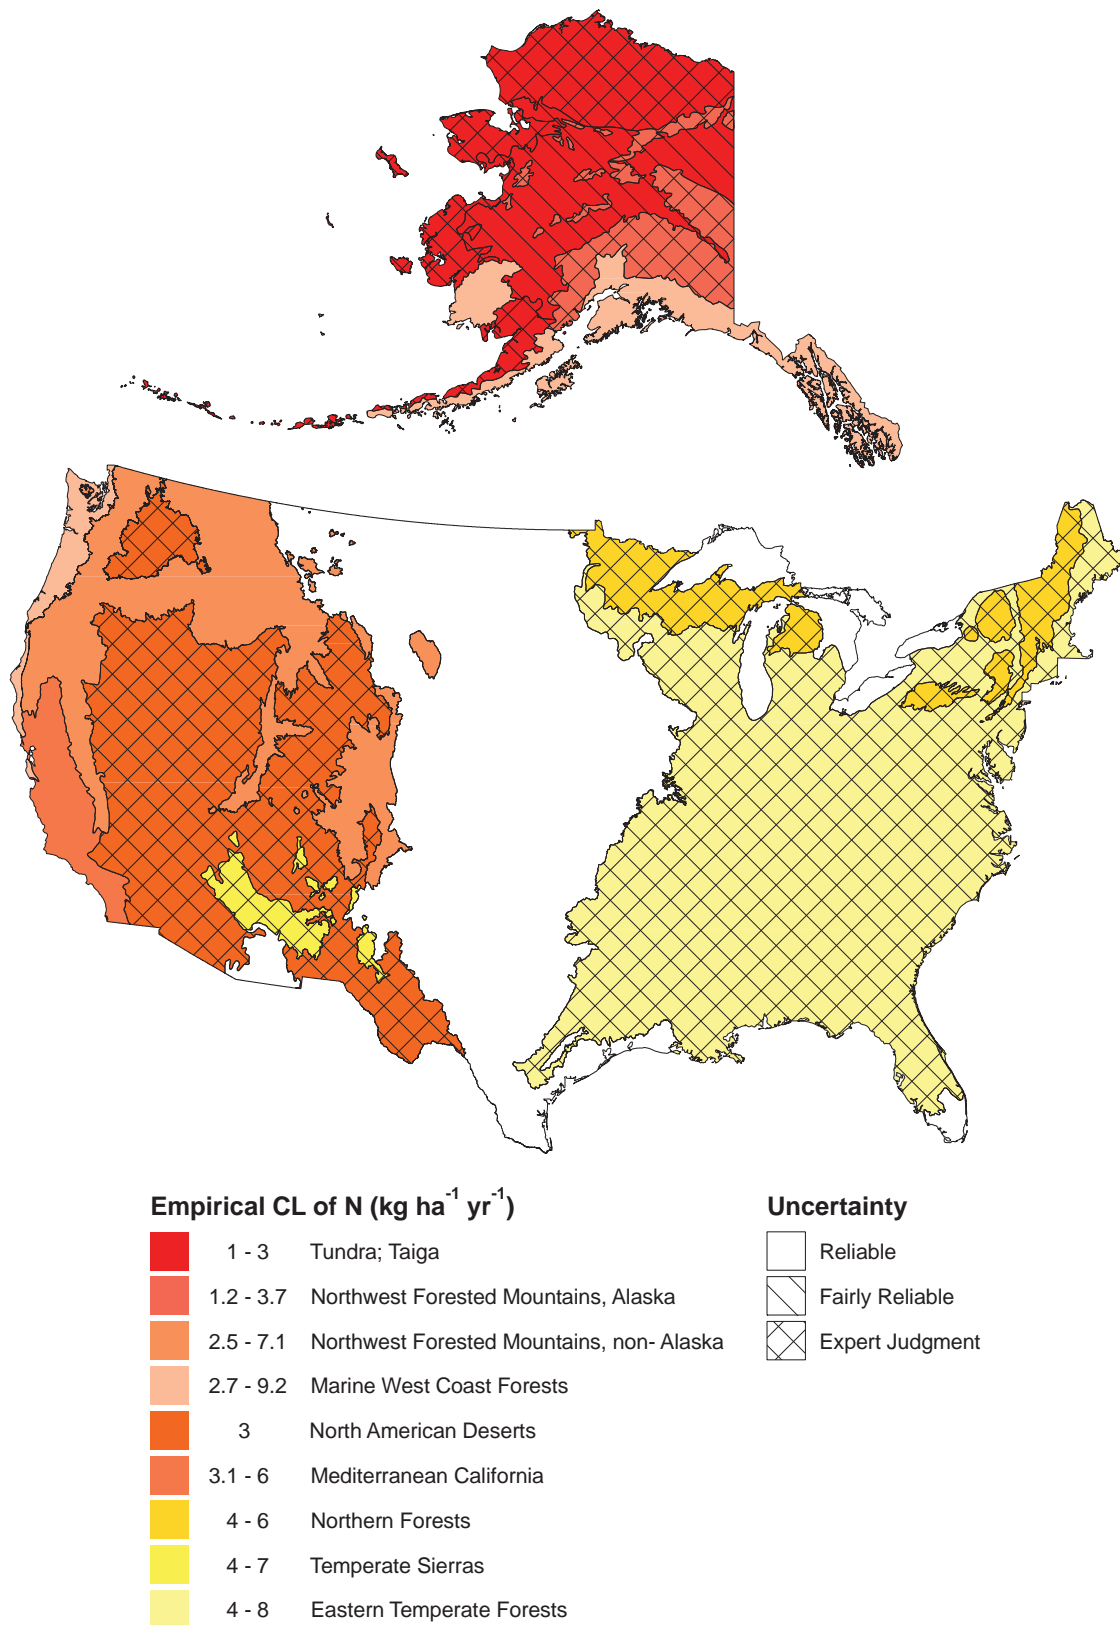 Empirical CL of N (kg ha-1 yr-1)
1 - 3 Tundra; Taiga
1.2 - 3.7 Northwest Forested Mountains, Alaska
2.5 - 7.1 Northwest Forested Mountains, non- Alaska
2.7 - 9.2 Marine West Coast Forests
3 North American Deserts
3.1 - 6 Mediterranean California
4 - 6 Northern Forests
4 - 7 Temperate Sierras
4 - 8 Eastern Temperate Forests
Uncertainty
Reliable
Fairly Reliable
Expert Judgment